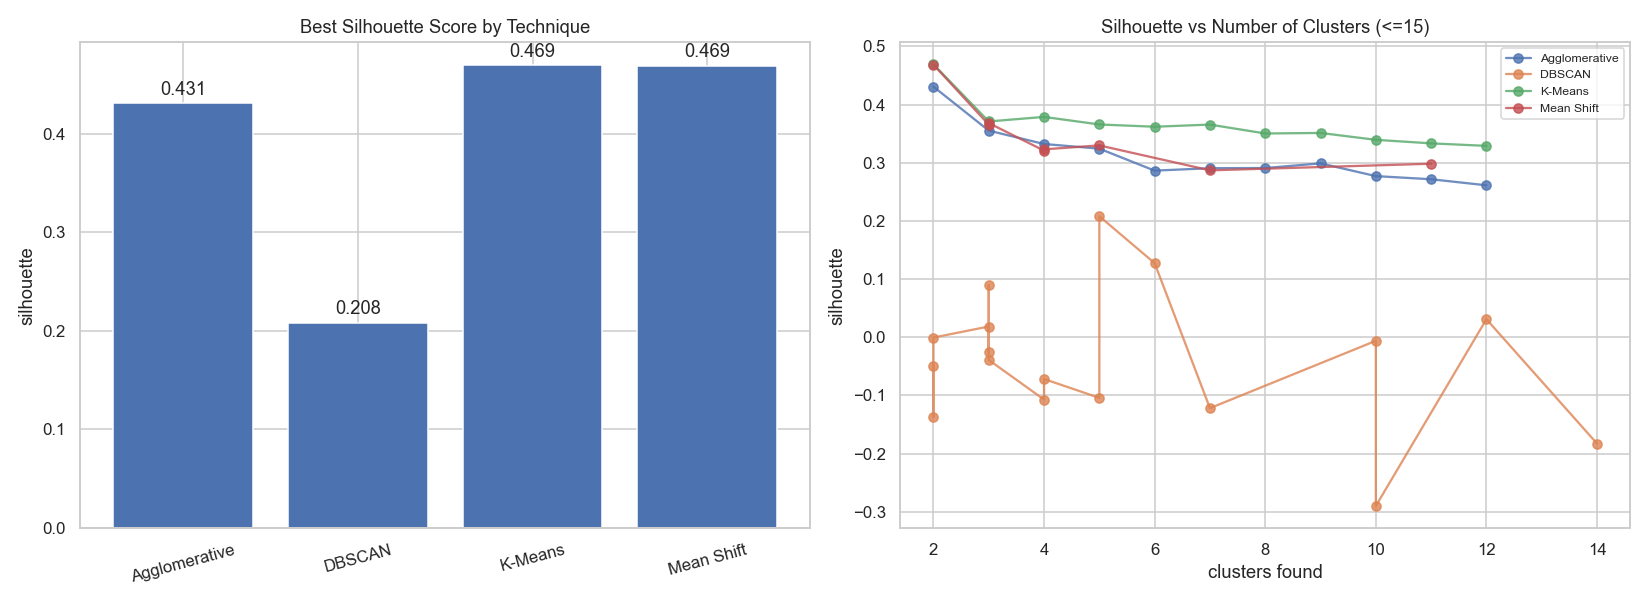 Best Silhouette Score by Technique
silhouette
0.4
0.3
0.2
0.1
0.0
0.431
0.208
0.469
0.469
Agglomerative
DBSCAN
K-Means
Mean Shift
Silhouette vs Number of Clusters (<=15)
silhouette
0.5
0.4
0.3
0.2
0.1
0.0
−0.1
−0.2
−0.3
Agglomerative
DBSCAN
K-Means
Mean Shift
2 4 6 8 10 12 14
clusters found